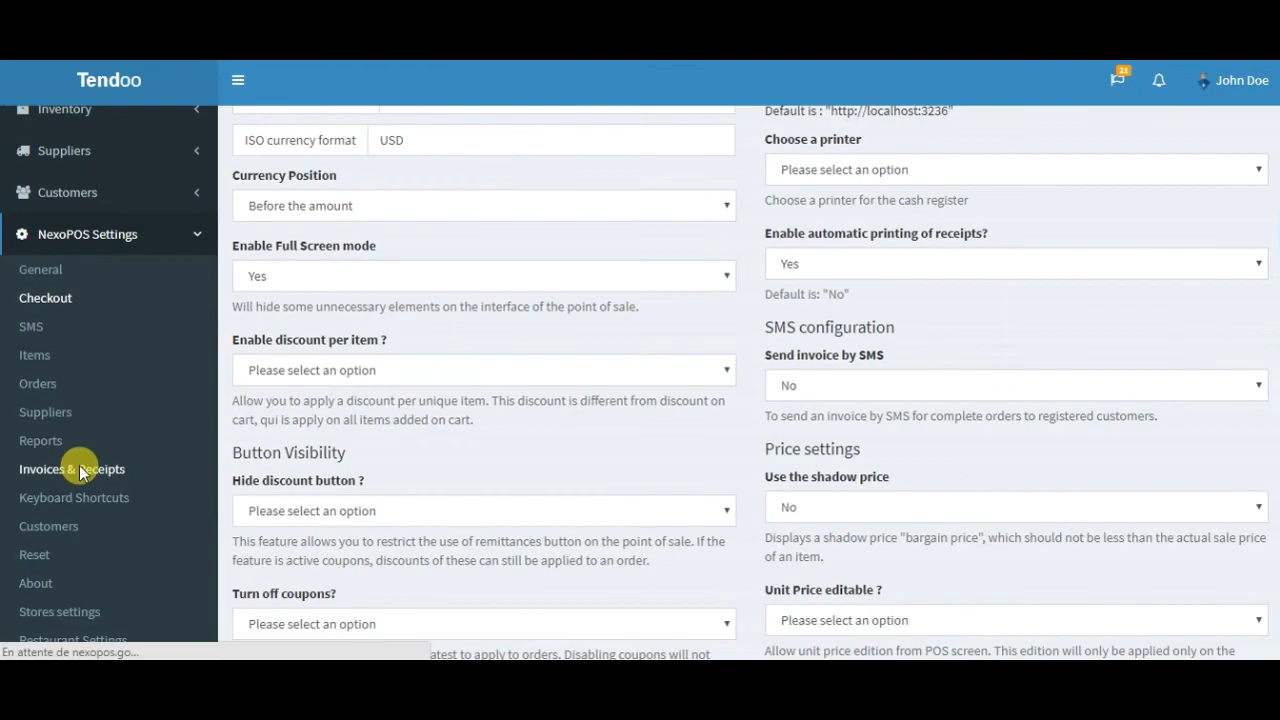 Tendoo
21
John Doe
Inventory
Suppliers
Customers
NexoPOS Settings
General
Checkout
SMS
Items
Orders
Suppliers
Reports
Invoices & Receipts
Keyboard Shortcuts
Customers
Reset
About
Stores settings
Restaurant Settings
En attente de nexopos.go...
ISO currency format USD
Currency Position
Before the amount
Enable Full Screen mode
Yes
Will hide some unnecessary elements on the interface of the point of sale.
Enable discount per item ?
Please select an option
Allow you to apply a discount per unique item. This discount is different from discount on
cart, qui is apply on all items added on cart.
Button Visibility
Hide discount button ?
Please select an option
This feature allows you to restrict the use of remittances button on the point of sale. If the
feature is active coupons, discounts of these can still be applied to an order.
Turn off coupons?
Please select an option
atest to apply to orders. Disabling coupons will not
Default is : "http://localhost:3236"
Choose a printer
Please select an option
Choose a printer for the cash register
Enable automatic printing of receipts?
Yes
Default is: "No"
SMS configuration
Send invoice by SMS
No
To send an invoice by SMS for complete orders to registered customers.
Price settings
Use the shadow price
No
Displays a shadow price "bargain price", which should not be less than the actual sale price
of an item.
Unit Price editable ?
Please select an option
Allow unit price edition from POS screen. This edition will only be applied only on the